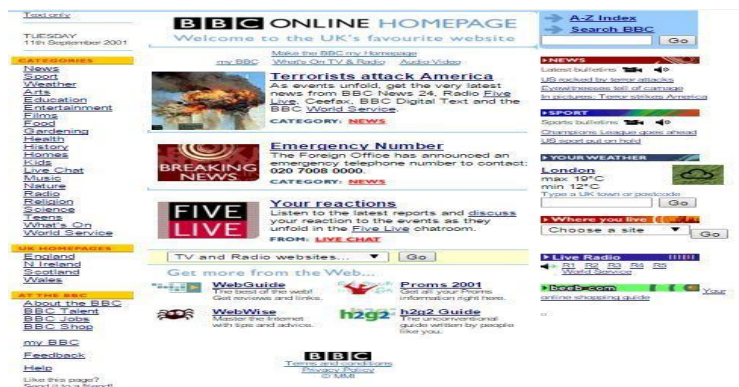 Text only
TUESDAY
11th September 2001
CATEGORIES
News
Sport
Weather
Arts
Education
Entertainment
Films
Food
Gardening
Health
History
Homes
Kids
Live Chat
Music
Nature
Radio
Religion
Science
Teens
What's On
World Service
UK HOMEPAGES
England
N Ireland
Scotland
Wales
AT THE BBC
About the BBC
BBC Talent
BBC Jobs
BBC Shop
my BBC
Feedback
Help
Like this page?
Send it to a friend!
BBC ONLINE HOMEPAGE
Welcome to the UK's favourite website
Make the BBC my Homepage
my BBC What's On TV & Radio Audio-Video
Terrorists attack America
As events unfold, get the very latest
news from BBC News 24, Radio Five
Live, Ceefax, BBC Digital Text and the
BBC World Service.
CATEGORY: NEWS
BREAKING
NEWS
Emergency Number
The Foreign Office has announced an
emergency telephone number to contact:
020 7008 0000.
CATEGORY: NEWS
FIVE
LIVE
Your reactions
Listen to the latest reports and discuss
your reaction to the events as they
unfold in the Five Live chatroom.
FROM: LIVE CHAT
TV and Radio websites... Go
Get more from the Web...
WebGuide
The best of the web!
Get reviews and links.
Proms 2001
Get all your Proms
information right here.
WebWise
Master the Internet
with tips and advice.
h2g2
h2g2 Guide
The unconventional
guide written by people
like you.
BBC
Terms and conditions
Privacy Policy
© MMI
A-Z Index
Search BBC
Go
NEWS
Latest bulletins
US rocked by terror attacks
Eyewitnesses tell of carnage
In pictures: Terror strikes America
SPORT
Sports bulletins
Champions League goes ahead
US sport put on hold
YOUR WEATHER
London
max 19°C
min 12°C
Type a UK town or postcode
Go
Where you live
Choose a site Go
Live Radio
R1 R2 R3 R4 R5
World Service
beeb.com Your
online shopping guide